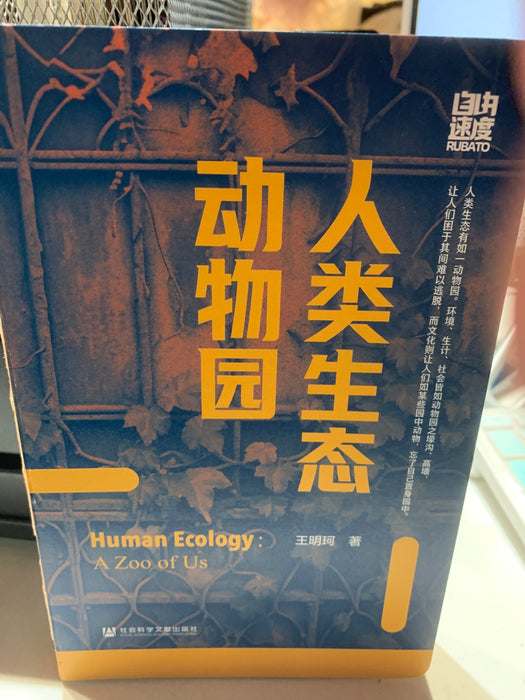 自由
速度
RUBATO
人类生态
动物园
人类生态有如一动物园。环境、生计、社会皆如动物园之壕沟、高墙，
让人们困于其间难以逃脱，而文化则让人们如某些园中动物，忘了自己置身园中。
Human Ecology:
A Zoo of Us
王明珂 著
社会科学文献出版社